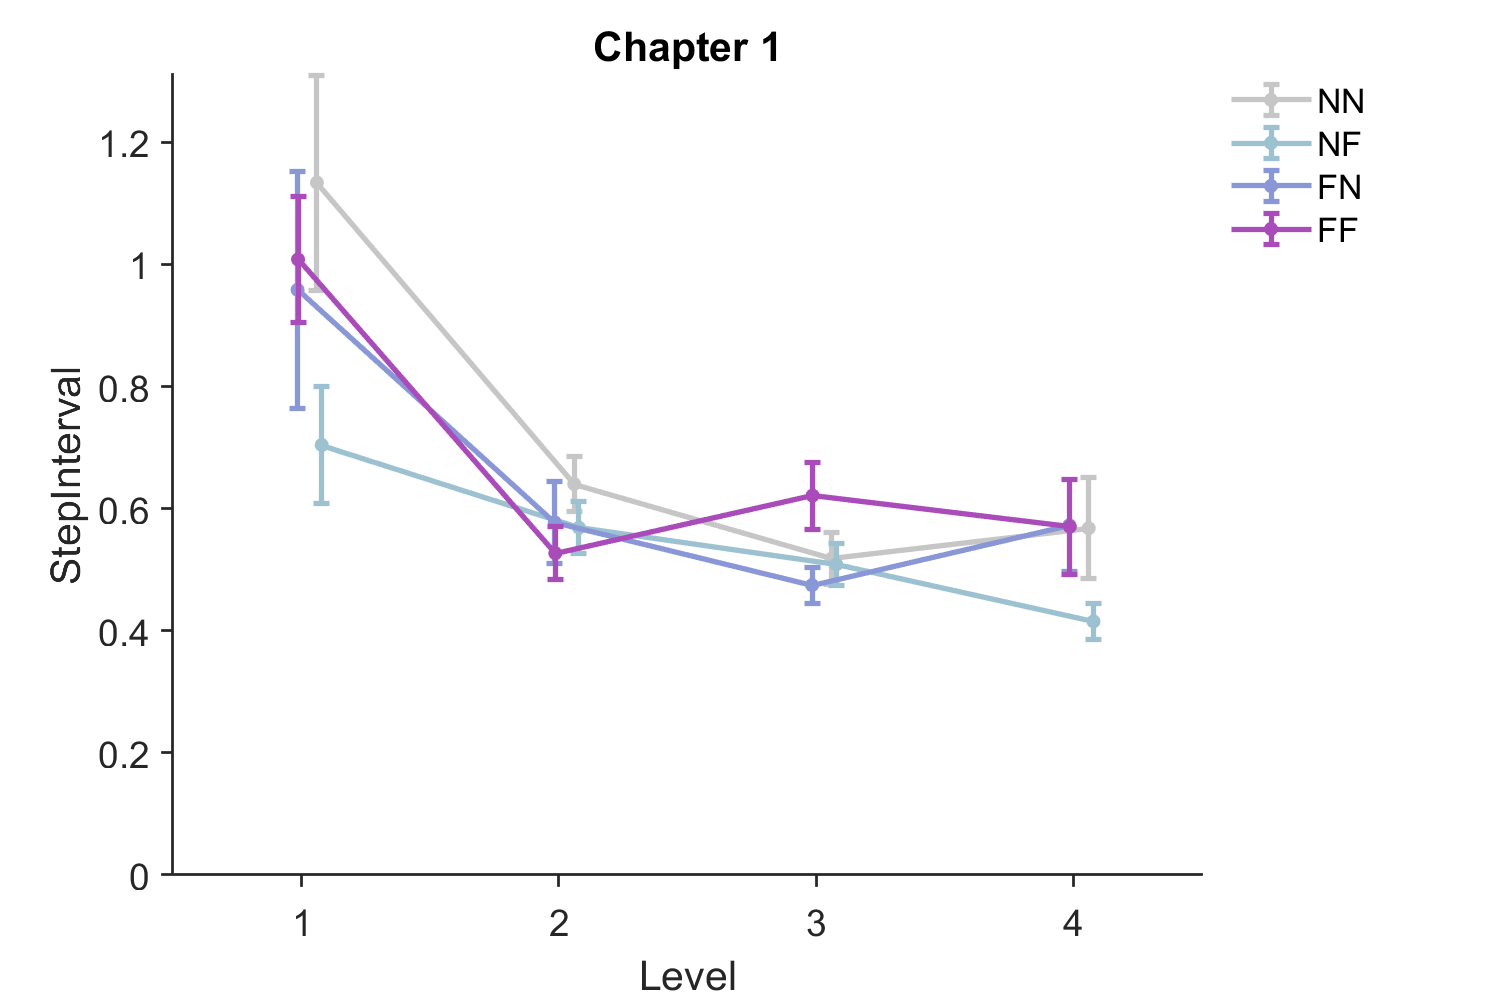 Chapter 1
NN
NF
FN
FF
StepInterval
1.2
1
0.8
0.6
0.4
0.2
0
1 2 3 4
Level